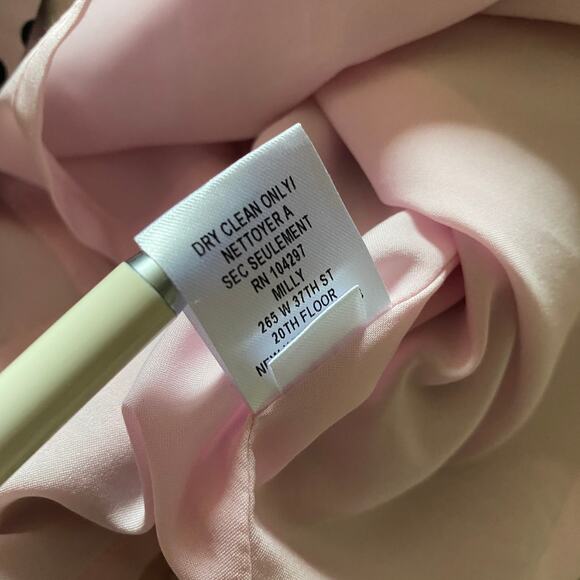 DRY CLEAN ONLY/
NETTOYER A
SEC SEULEMENT
RN 104297
MILLY
265 W 37TH ST
20TH FLOOR